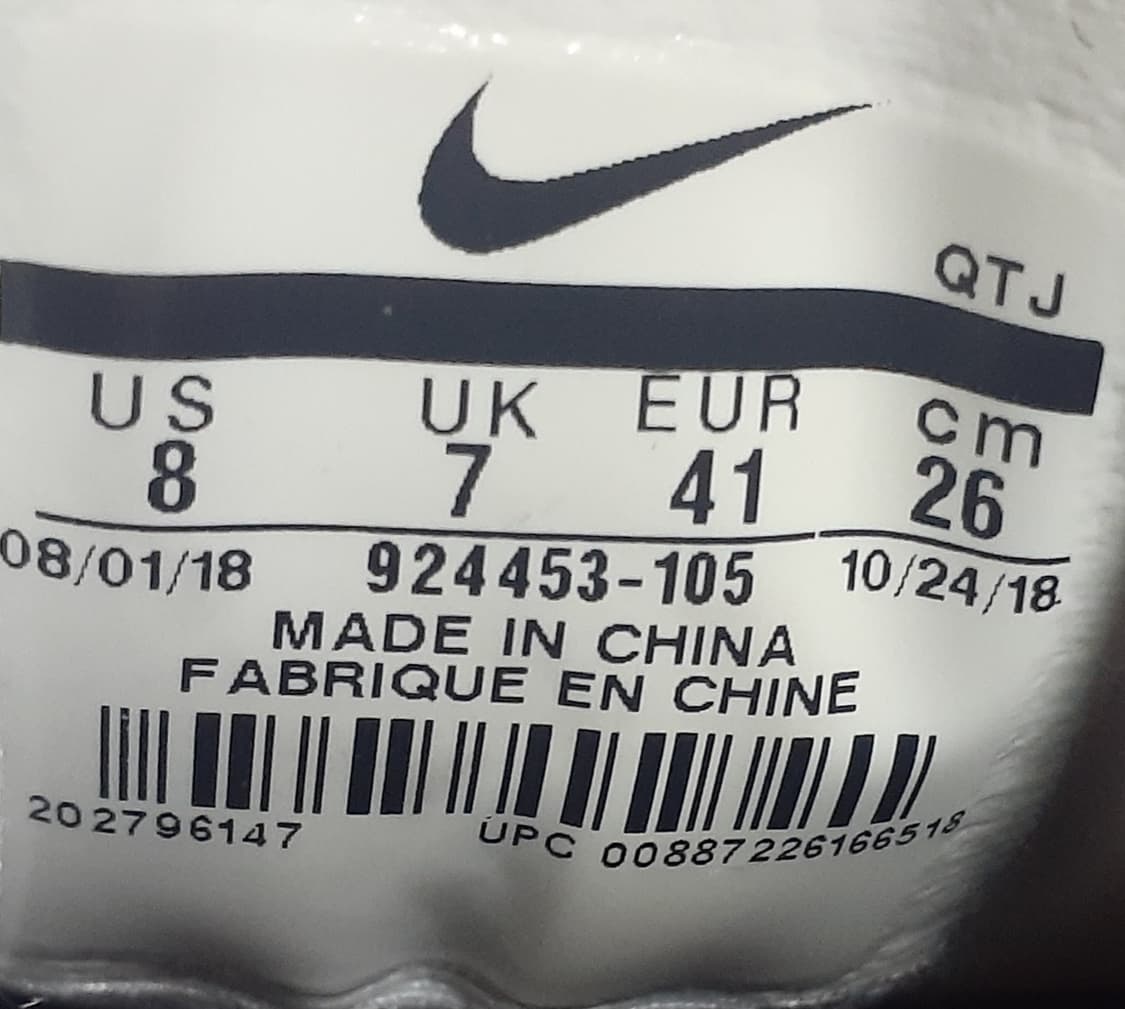 QTJ
US UK EUR cm
8 7 41 26
08/01/18 924453-105 10/24/18
MADE IN CHINA
FABRIQUE EN CHINE
202796147 UPC 00887226166518